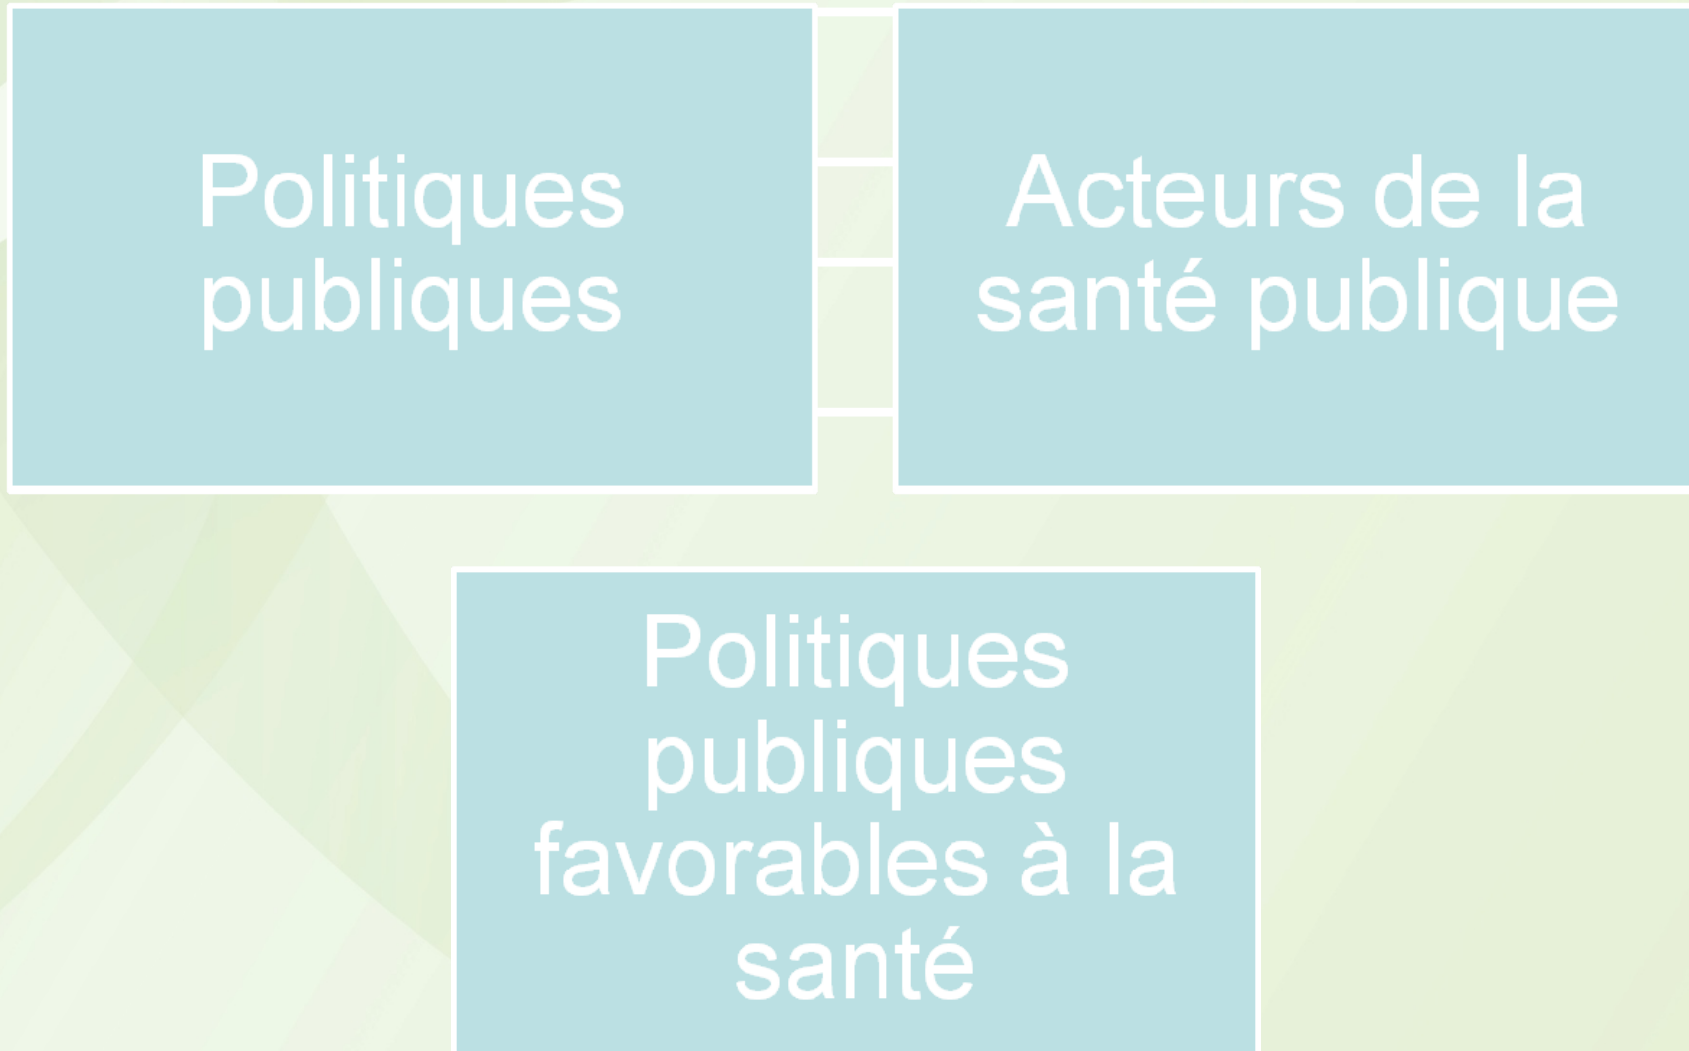 Politiques
publiques
Acteurs de la
santé publique
Politiques
publiques
favorables à la
santé